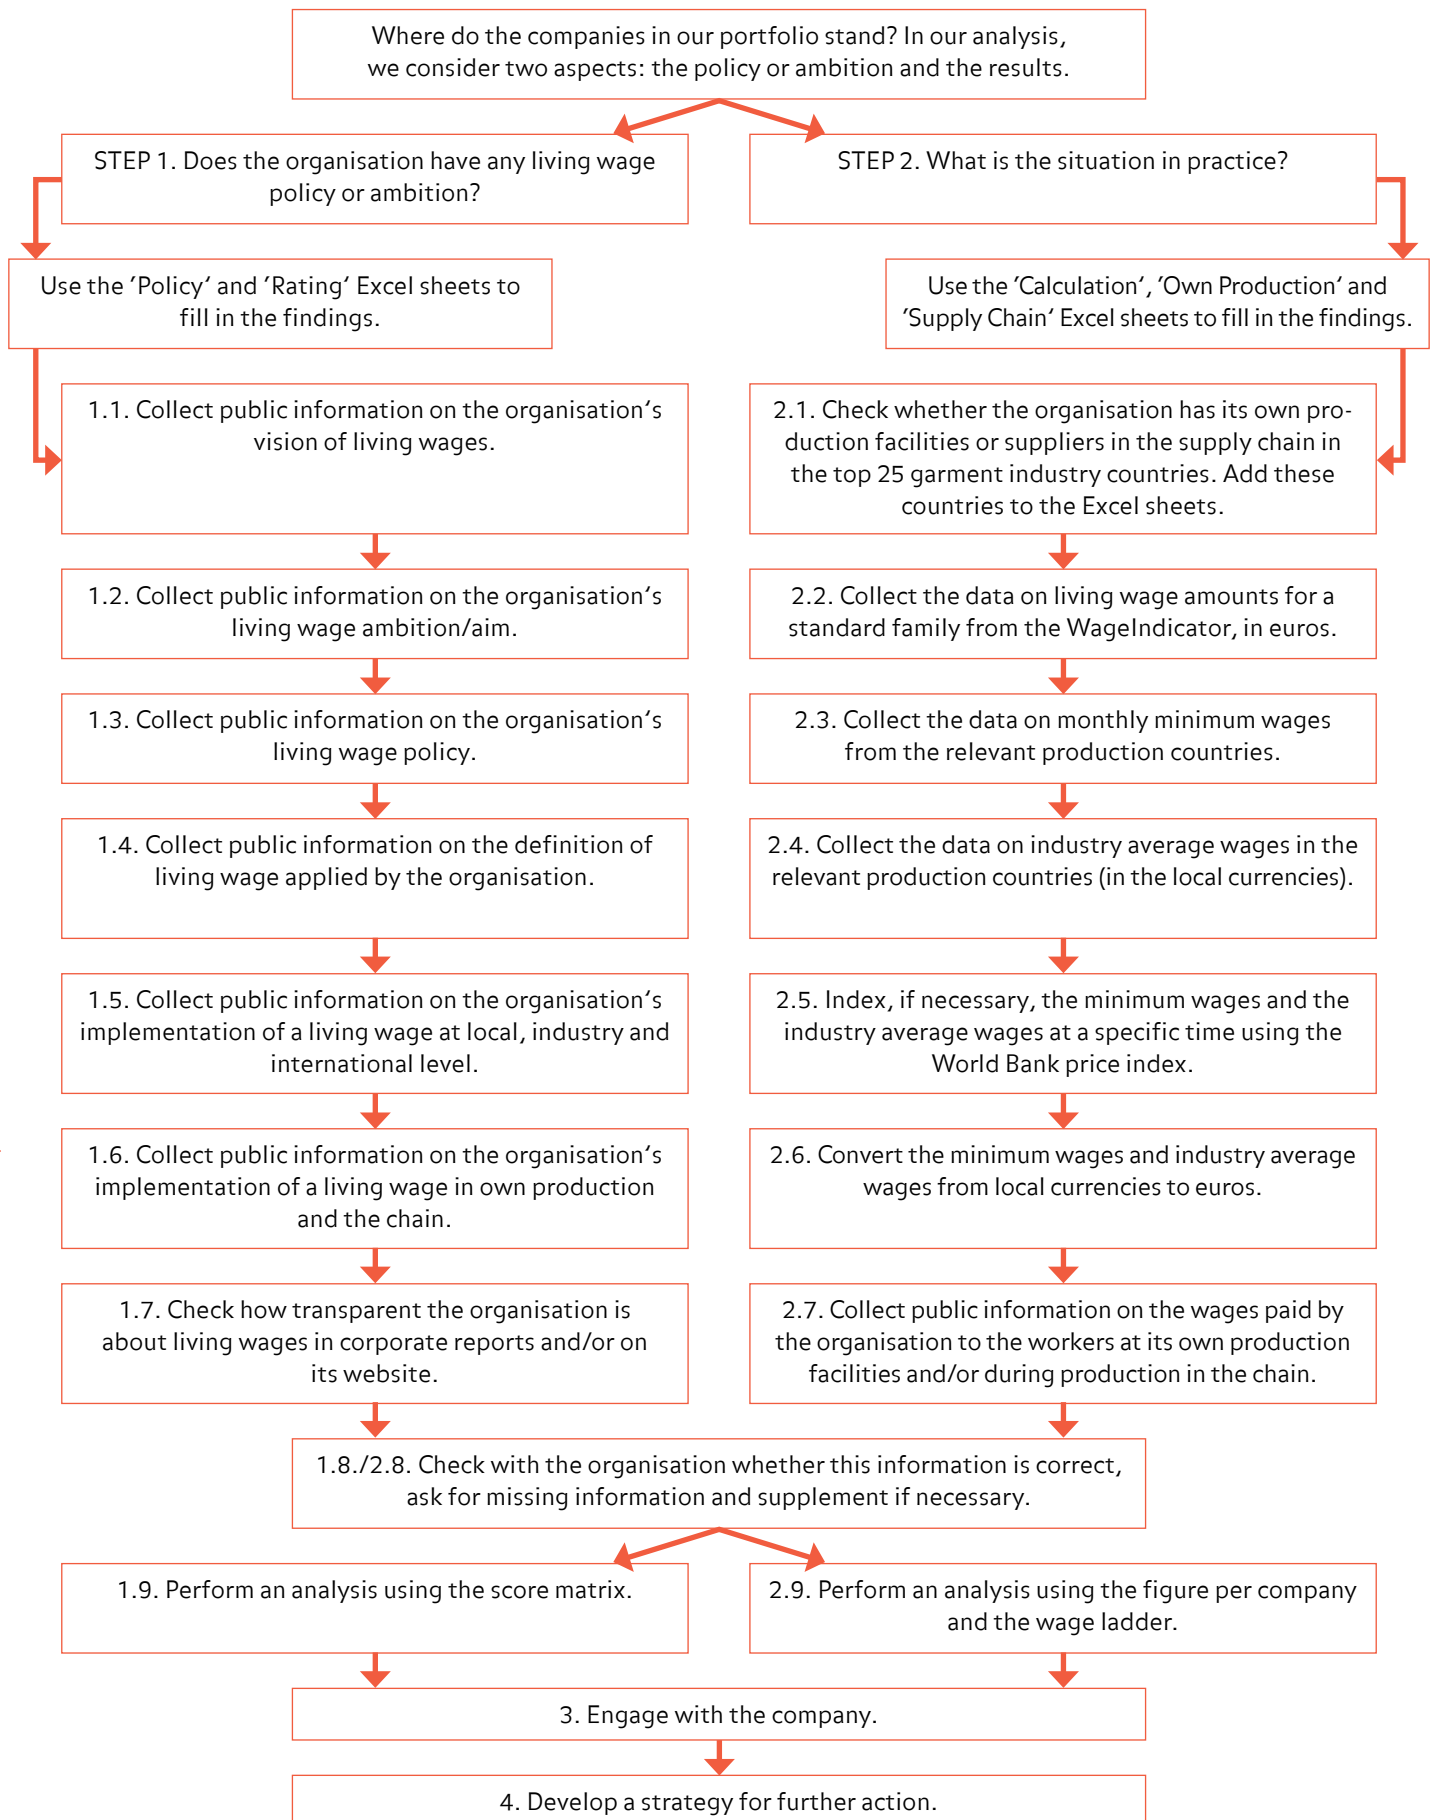 Where do the companies in our portfolio stand? In our analysis,
we consider two aspects: the policy or ambition and the results.
STEP 1. Does the organisation have any living wage
policy or ambition?
STEP 2. What is the situation in practice?
Use the ‘Policy’ and ‘Rating’ Excel sheets to
fill in the findings.
Use the ‘Calculation’, ‘Own Production’ and
‘Supply Chain’ Excel sheets to fill in the findings.
1.1. Collect public information on the organisation’s
vision of living wages.
2.1. Check whether the organisation has its own pro-
duction facilities or suppliers in the supply chain in
the top 25 garment industry countries. Add these
countries to the Excel sheets.
1.2. Collect public information on the organisation’s
living wage ambition/aim.
2.2. Collect the data on living wage amounts for a
standard family from the WageIndicator, in euros.
1.3. Collect public information on the organisation’s
living wage policy.
2.3. Collect the data on monthly minimum wages
from the relevant production countries.
1.4. Collect public information on the definition of
living wage applied by the organisation.
2.4. Collect the data on industry average wages in the
relevant production countries (in the local currencies).
1.5. Collect public information on the organisation’s
implementation of a living wage at local, industry and
international level.
2.5. Index, if necessary, the minimum wages and the
industry average wages at a specific time using the
World Bank price index.
1.6. Collect public information on the organisation’s
implementation of a living wage in own production
and the chain.
2.6. Convert the minimum wages and industry average
wages from local currencies to euros.
1.7. Check how transparent the organisation is
about living wages in corporate reports and/or on
its website.
2.7. Collect public information on the wages paid by
the organisation to the workers at its own production
facilities and/or during production in the chain.
1.8./2.8. Check with the organisation whether this information is correct,
ask for missing information and supplement if necessary.
1.9. Perform an analysis using the score matrix.
2.9. Perform an analysis using the figure per company
and the wage ladder.
3. Engage with the company.
4. Develop a strategy for further action.